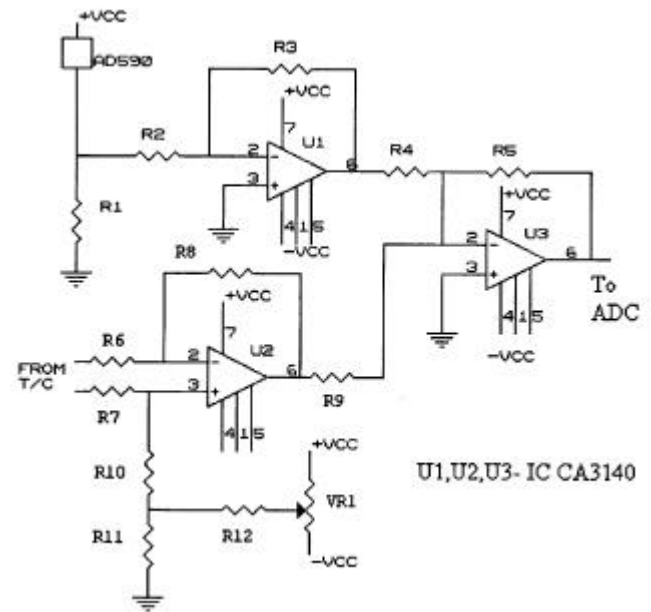 +VCC
AD590
R3
+VCC
7
U1
R2
2
-
6
3
+
R4
R5
+VCC
7
R1
4 1 5
-VCC
2
-
U3
6
3
+
To
ADC
R8
+VCC
7
U2
4 1 5
-VCC
R6
2
-
6
FROM
T/C
3
+
R9
R7
4 1 5
+VCC
R10
U1,U2,U3- IC CA3140
VR1
R11
R12
-VCC